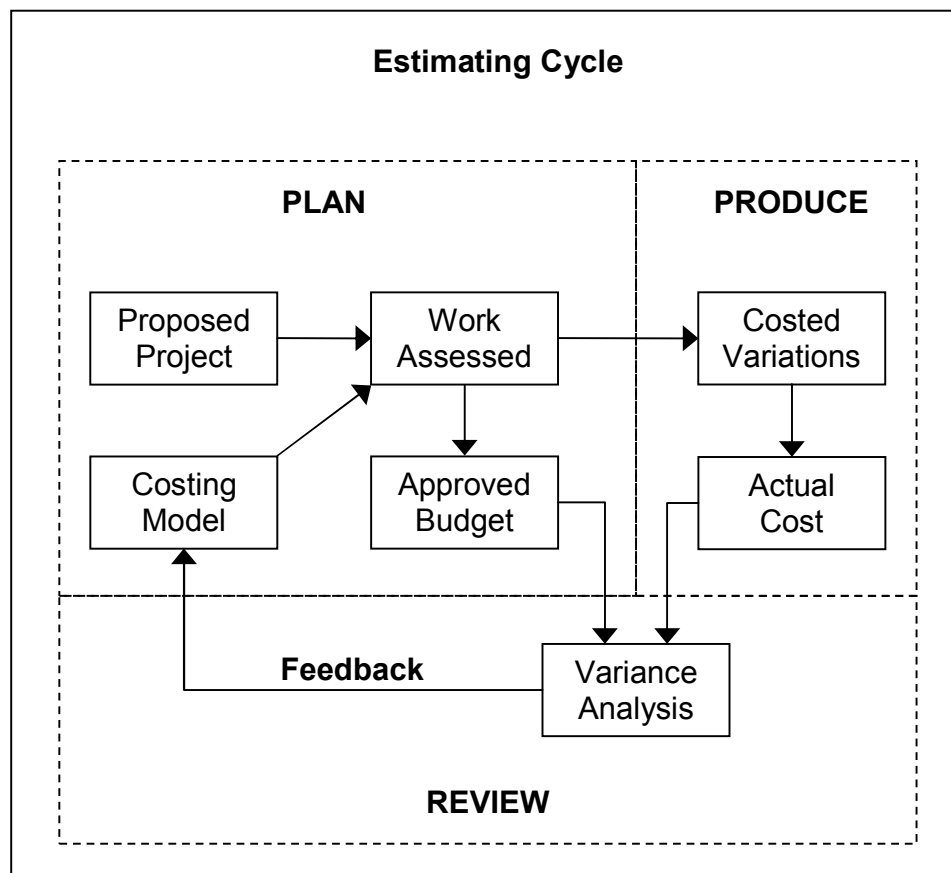 Estimating Cycle
PLAN
PRODUCE
Proposed
Project
Work
Assessed
Costed
Variations
Costing
Model
Approved
Budget
Actual
Cost
Feedback
Variance
Analysis
REVIEW